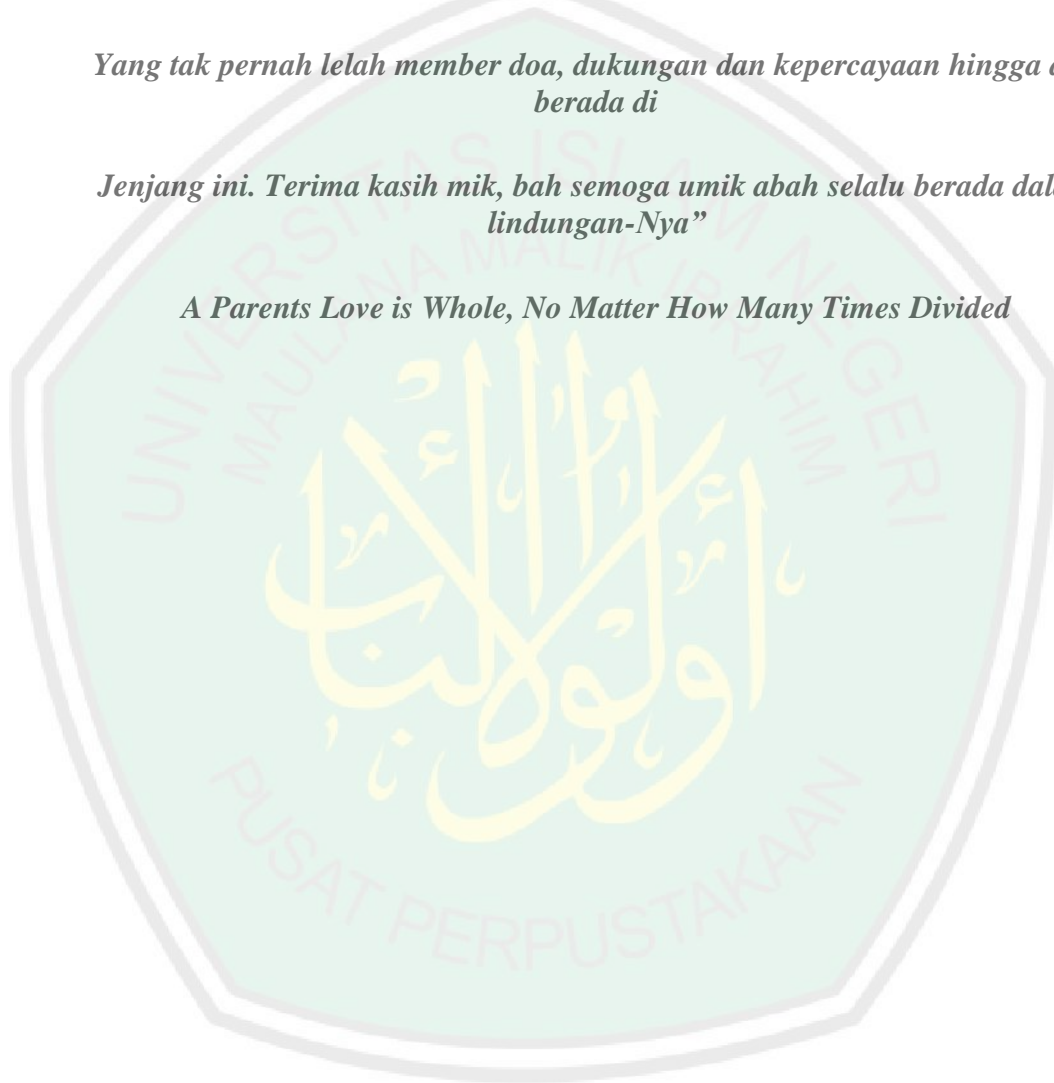 Yang tak pernah lelah member doa, dukungan dan kepercayaan hingga
berada di
Jenjang ini. Terima kasih mik, bah semoga umik abah selalu berada
lindungan-Nya”
A Parents Love is Whole, No Matter How Many Times Divided
UNIVERSITAS ISLAM NEGERI
MAULANA MALIK IBRAHIM
PUSAT PERPUSTAKAAN